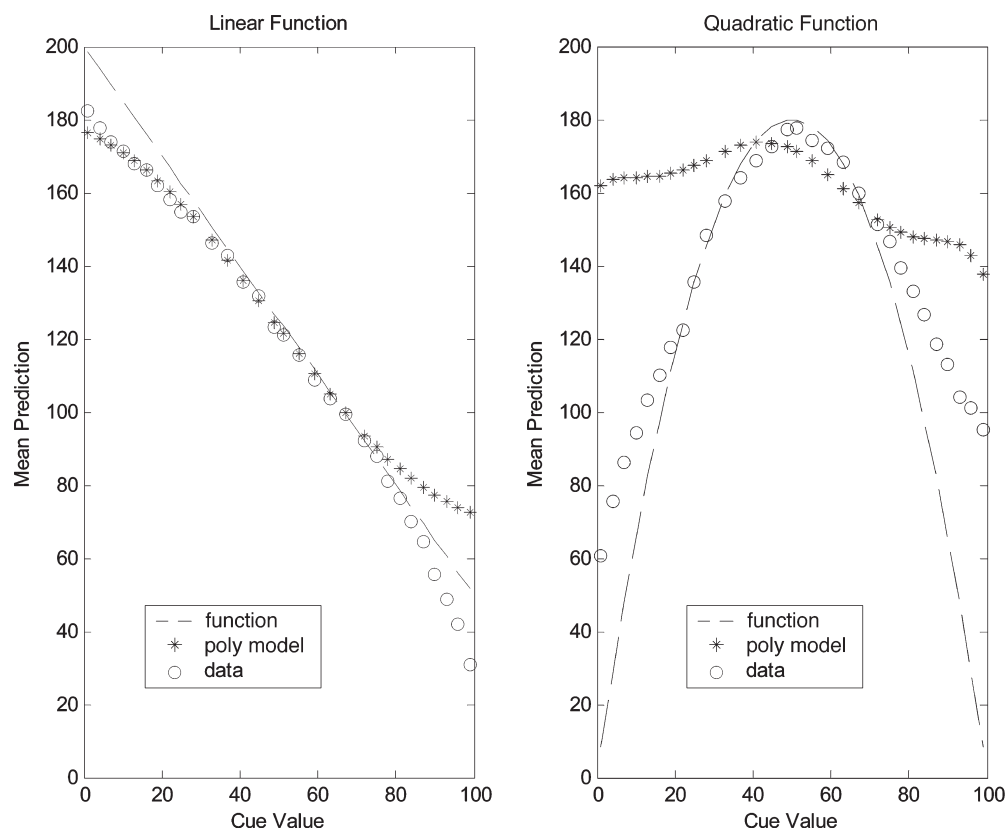 Linear Function
200
180
160
140
120
100
80
60
40
20
0
Mean Prediction
function
poly model
data
0 20 40 60 80 100
Cue Value
Quadratic Function
200
180
160
140
120
100
80
60
40
20
0
Mean Prediction
function
poly model
data
0 20 40 60 80 100
Cue Value